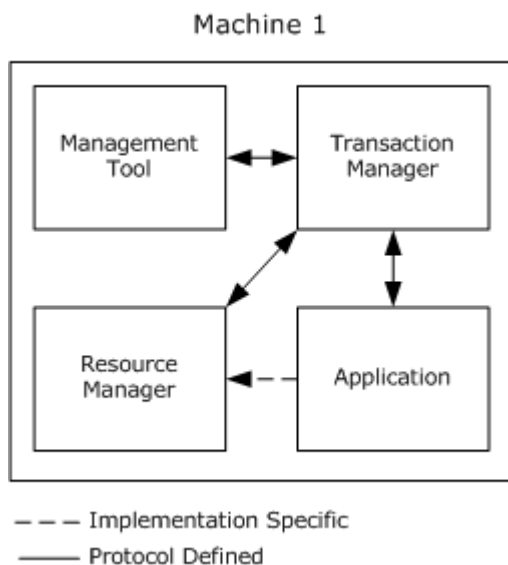 Machine 1
Management
Tool
Transaction
Manager
Resource
Manager
Application
Implementation Specific
Protocol Defined